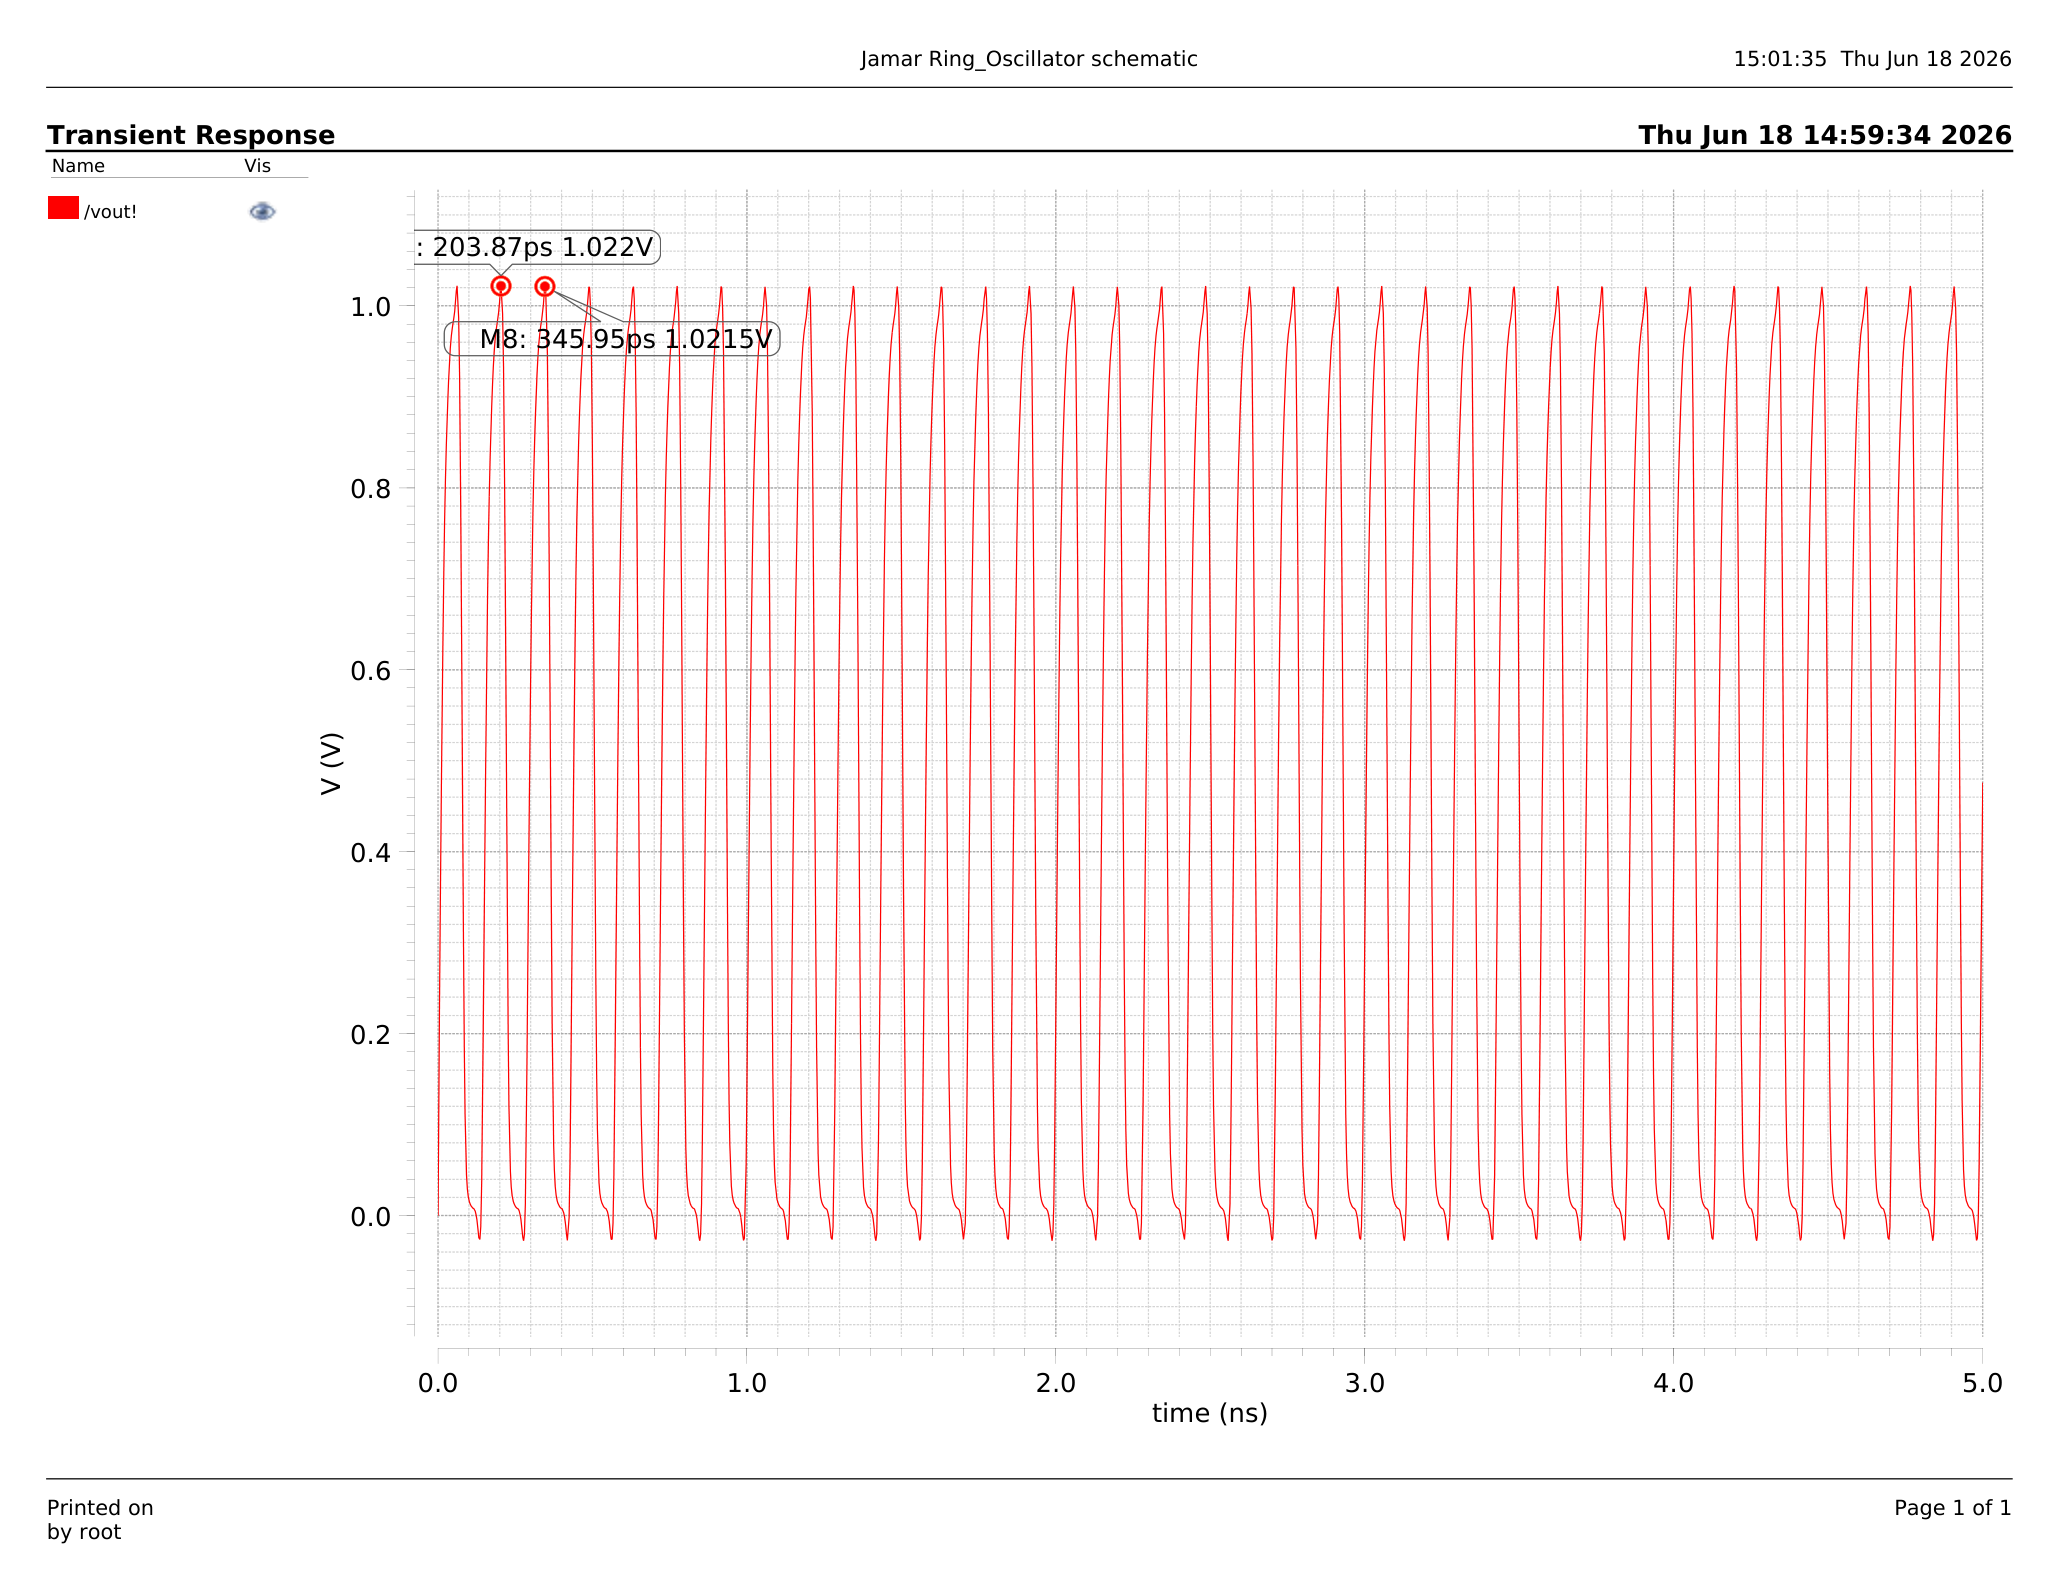 Jamar Ring_Oscillator schematic
15:01:35 Thu Jun 18 2026
Transient Response
Thu Jun 18 14:59:34 2026
Name Vis
/vout!
: 203.87ps 1.022V
M8: 345.95ps 1.0215V
1.0
0.8
0.6
0.4
0.2
0.0
V (V)
0.0 1.0 2.0 3.0 4.0 5.0
time (ns)
Printed on
by root
Page 1 of 1